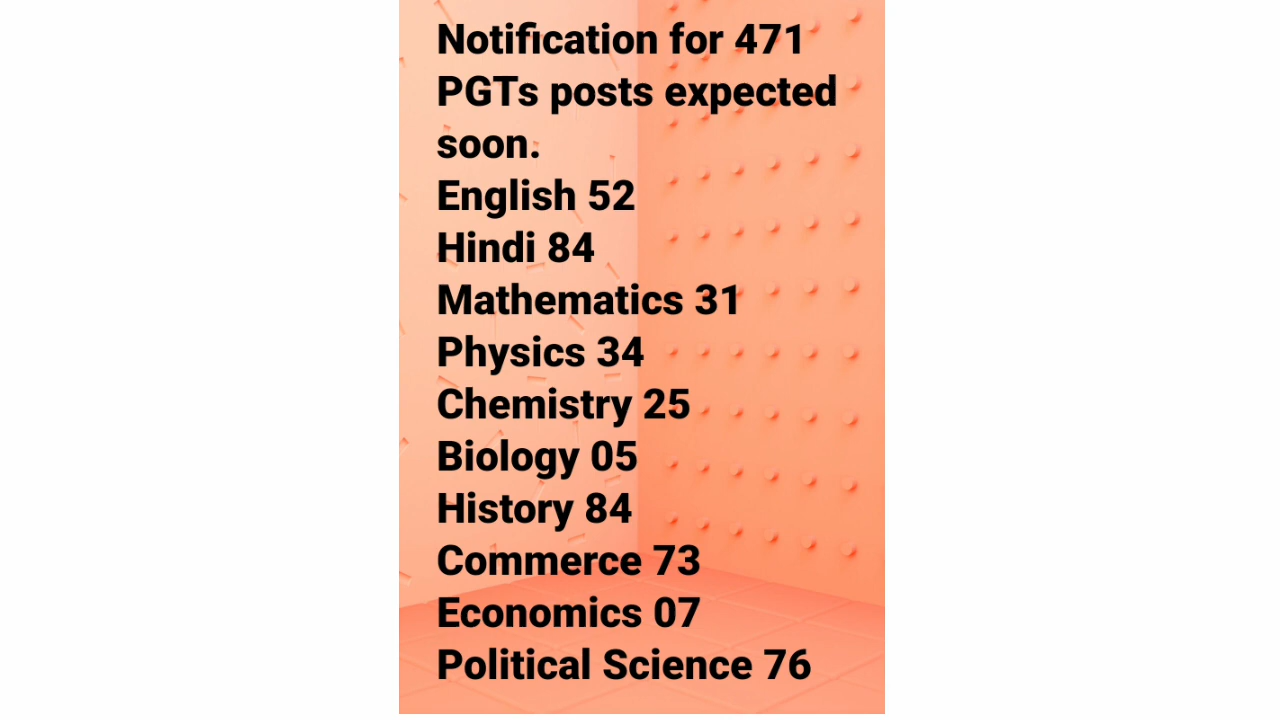 Notification for 471
PGTs posts expected
soon.
English 52
Hindi 84
Mathematics 31
Physics 34
Chemistry 25
Biology 05
History 84
Commerce 73
Economics 07
Political Science 76